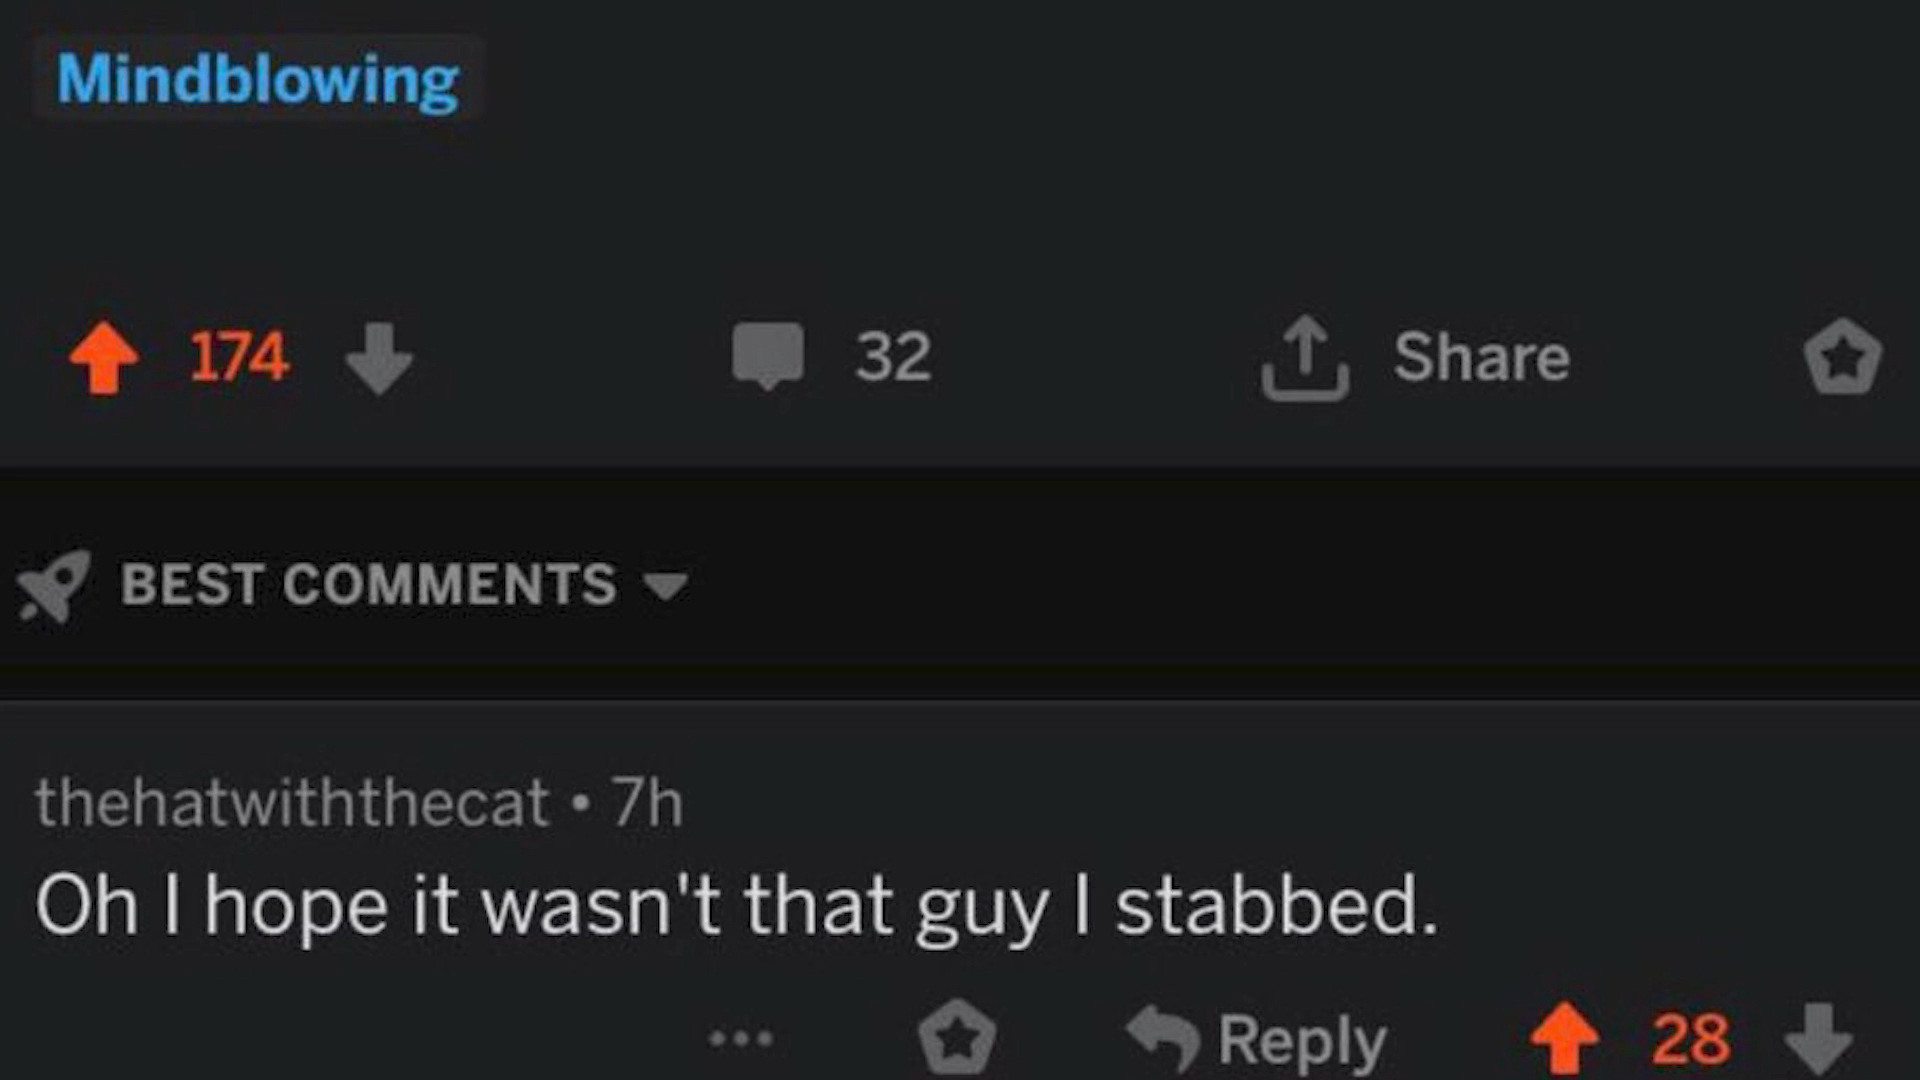 Mindblowing
174 32 Share
BEST COMMENTS
thehatwiththecat • 7h
Oh I hope it wasn't that guy I stabbed.
... Reply 28